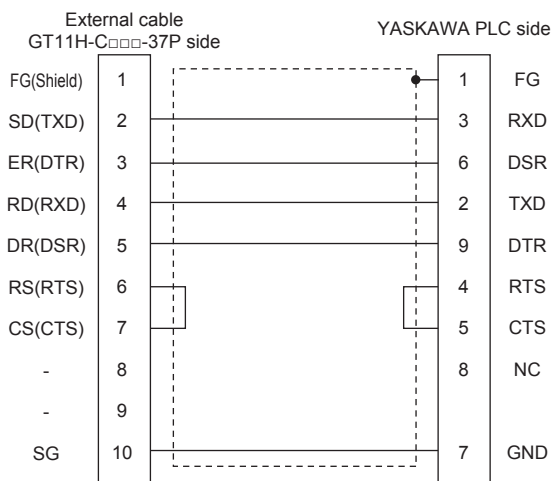 External cable
GT11H-C□□□-37P side
YASKAWA PLC side
FG(Shield) 1 1 FG
SD(TXD) 2 3 RXD
ER(DTR) 3 6 DSR
RD(RXD) 4 2 TXD
DR(DSR) 5 9 DTR
RS(RTS) 6 4 RTS
CS(CTS) 7 5 CTS
- 8 8 NC
- 9
SG 10 7 GND